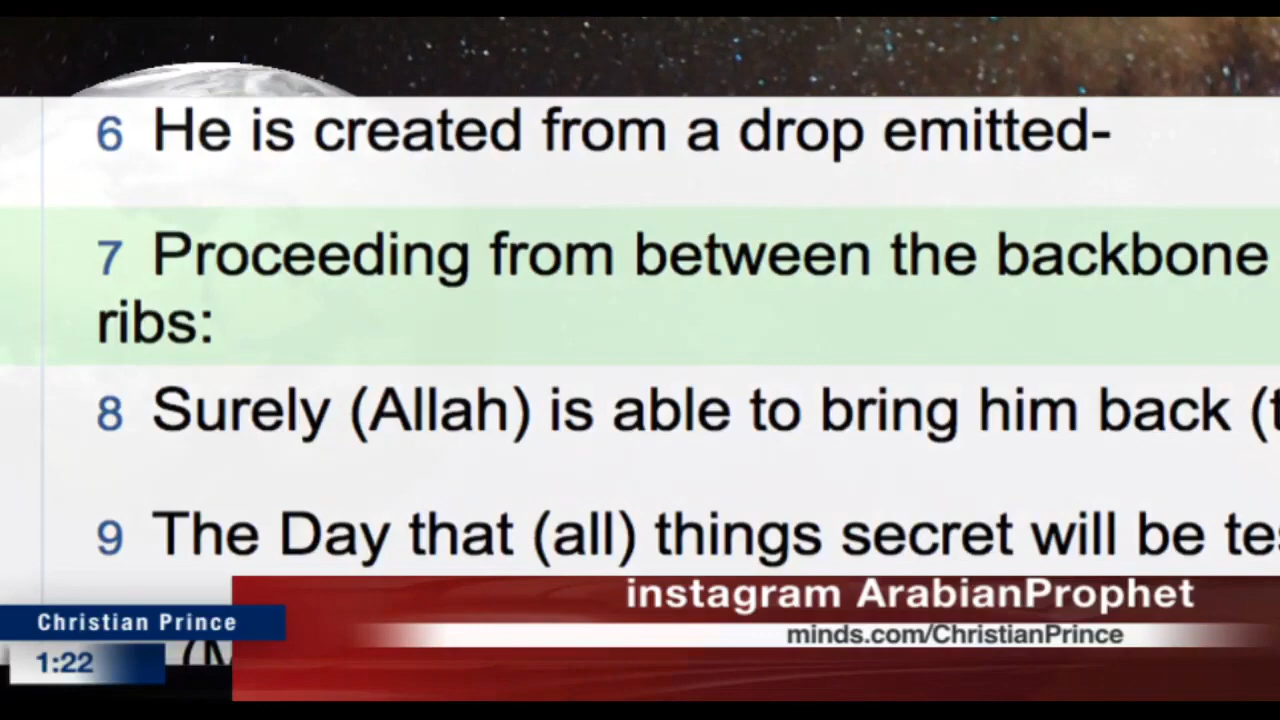 6 He is created from a drop emitted-
7 Proceeding from between the backbone
ribs:
8 Surely (Allah) is able to bring him back
9 The Day that (all) things secret will be
instagram ArabianProphet
Christian Prince
minds.com/ChristianPrince
1:22